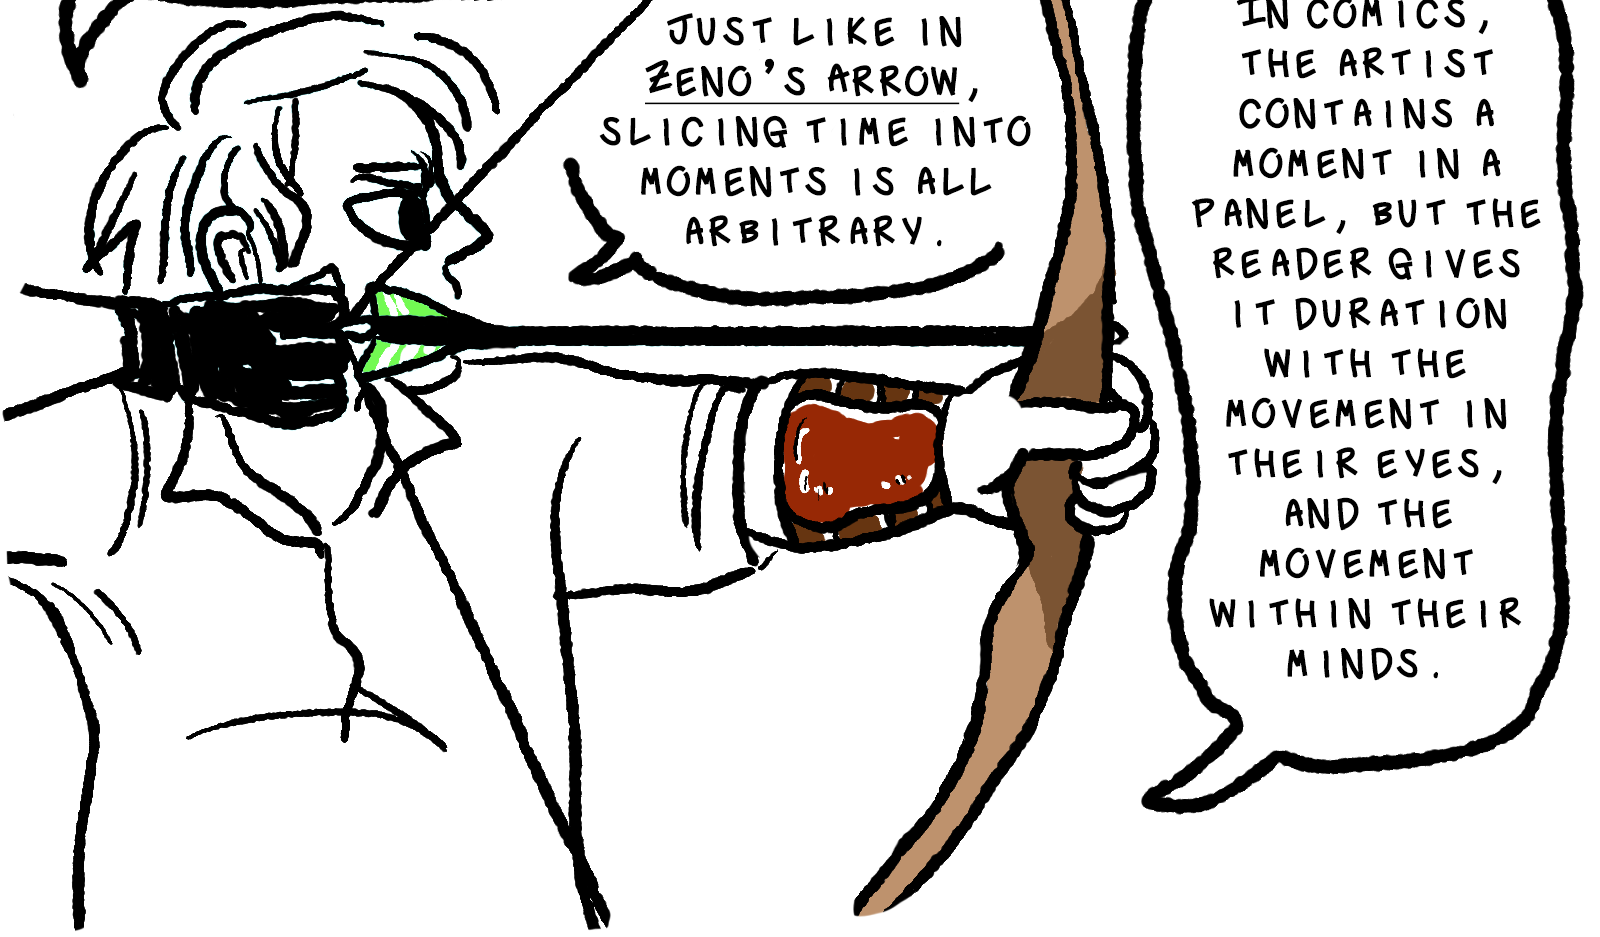 JUST LIKE IN
ZENO'S ARROW,
SLICING TIME INTO
MOMENTS IS ALL
ARBITRARY.
IN COMICS,
THE ARTIST
CONTAINS A
MOMENT IN A
PANEL, BUT THE
READER GIVES
IT DURATION
WITH THE
MOVEMENT IN
THEIR EYES,
AND THE
MOVEMENT
WITHIN THEIR
MINDS.